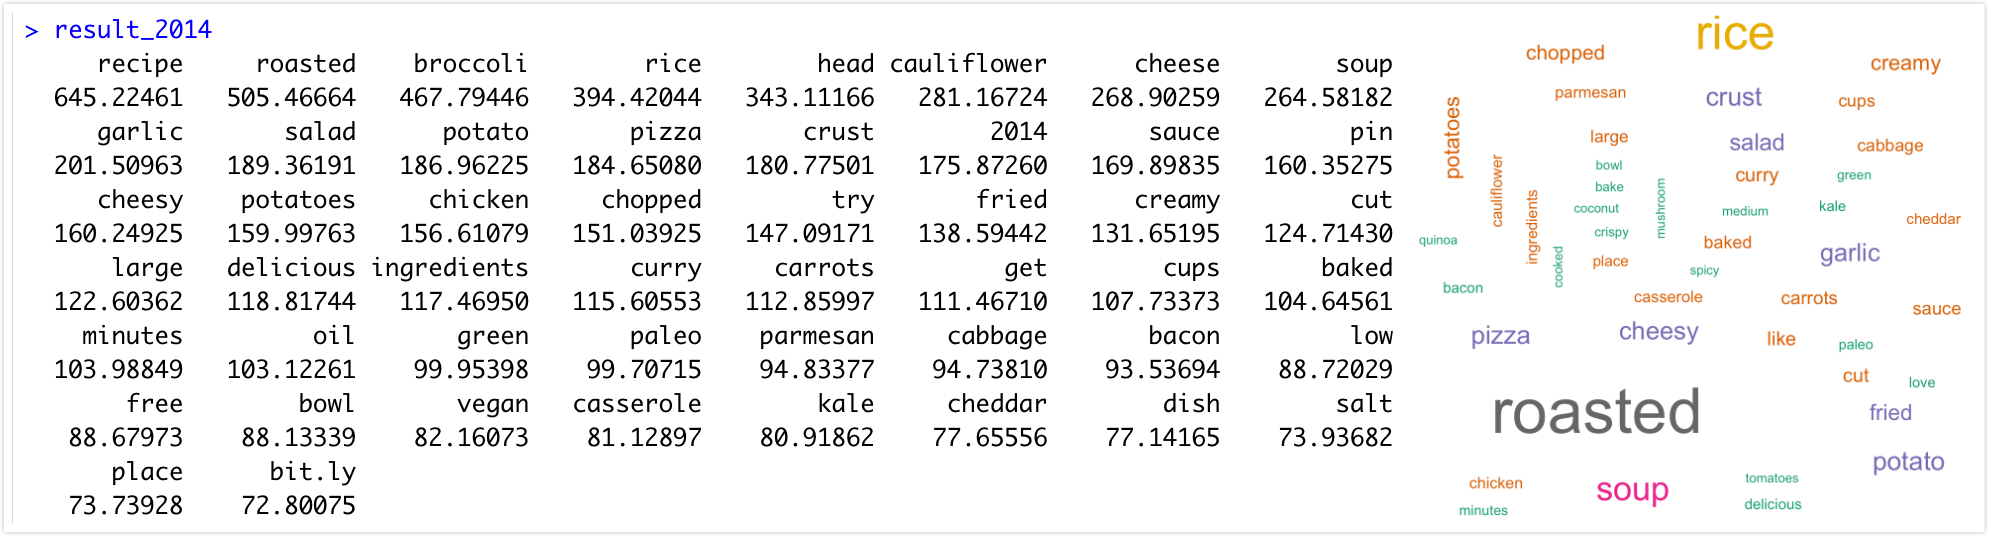 > result_2014
recipe roasted broccoli rice head cauliflower cheese soup
645.22461 505.46664 467.79446 394.42044 343.11166 281.16724 268.90259 264.58182
garlic salad potato pizza crust 2014 sauce pin
201.50963 189.36191 186.96225 184.65080 180.77501 175.87260 169.89835 160.35275
cheesy potatoes chicken chopped try fried creamy cut
160.24925 159.99763 156.61079 151.03925 147.09171 138.59442 131.65195 124.71430
large delicious ingredients curry carrots get cups baked
122.60362 118.81744 117.46950 115.60553 112.85997 111.46710 107.73373 104.64561
minutes oil green paleo parmesan cabbage bacon low
103.98849 103.12261 99.95398 99.70715 94.83377 94.73810 93.53694 88.72029
free bowl vegan casserole kale cheddar dish salt
88.67973 88.13339 82.16073 81.12897 80.91862 77.65556 77.14165 73.93682
place bit.ly
73.73928 72.80075
rice
chopped
creamy
parmesan
crust
cups
potatoes
large
salad
cabbage
bowl
cauliflower
curry
green
bake
ingredients
mushroom
coconut
medium
kale
cheddar
crispy
quinoa
baked
garlic
cooked
place
spicy
bacon
casserole
carrots
sauce
pizza
cheesy
like
paleo
cut
love
roasted
fried
potato
chicken
soup
tomatoes
minutes
delicious